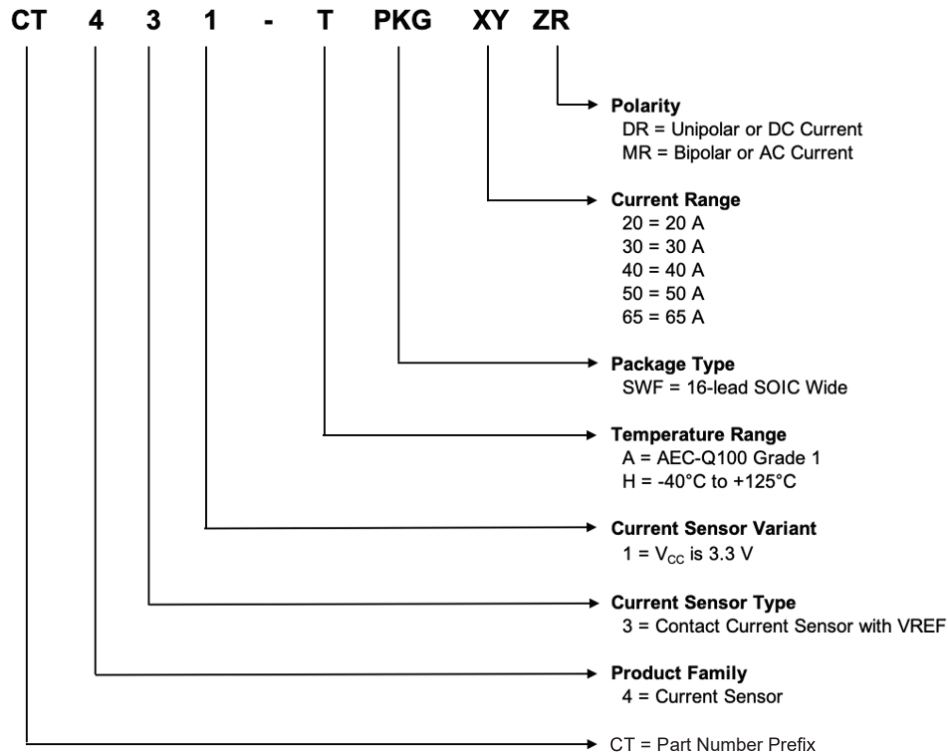 CT 4 3 1 - T PKG XY ZR
Polarity
DR = Unipolar or DC Current
MR = Bipolar or AC Current
Current Range
20 = 20 A
30 = 30 A
40 = 40 A
50 = 50 A
65 = 65 A
Package Type
SWF = 16-lead SOIC Wide
Temperature Range
A = AEC-Q100 Grade 1
H = -40°C to +125°C
Current Sensor Variant
1 = VCC is 3.3 V
Current Sensor Type
3 = Contact Current Sensor with VREF
Product Family
4 = Current Sensor
CT = Part Number Prefix